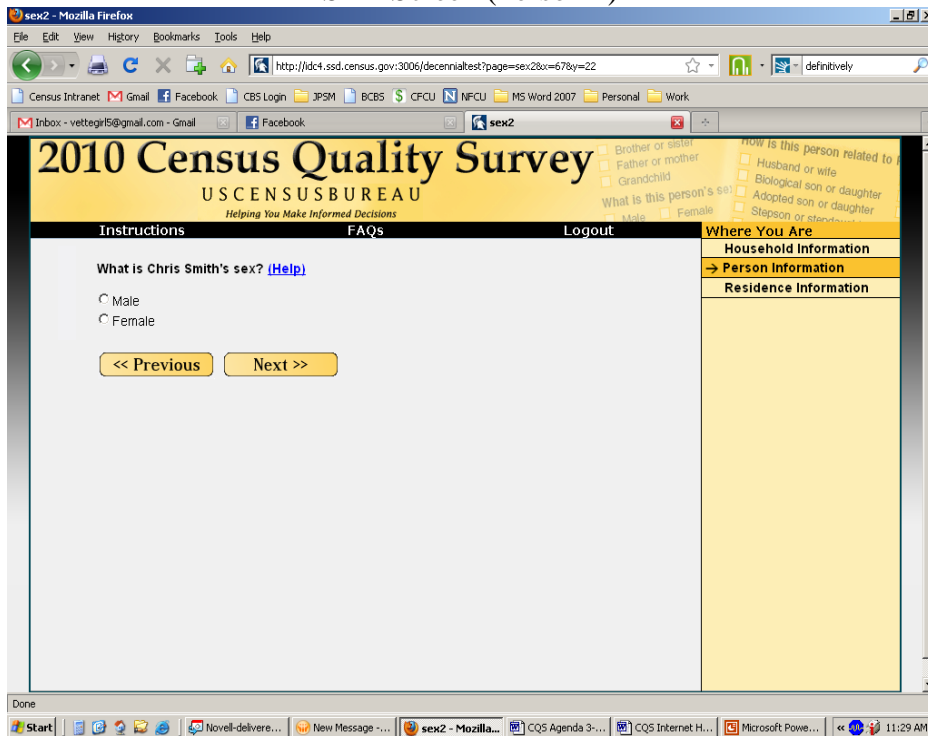 sex2 - Mozilla Firefox
File Edit View History Bookmarks Tools Help
http://idc4.ssd.census.gov:3006/decennialtest?page=sex2&x=67&y=22
definitively
Census Intranet Gmail Facebook CBS Login JPSM BCBS CFCU NFCU MS Word 2007 Personal Work
Inbox - vettegirl5@gmail.com - Gmail Facebook sex2
2010 Census Quality Survey
USCENSUSBUREAU
Helping You Make Informed Decisions
Brother or sister
Father or mother
Grandchild
What is this person's sex
Male Female
How is this person related to
Husband or wife
Biological son or daughter
Adopted son or daughter
Stepson or
Instructions FAQs Logout
Where You Are
Household Information
→ Person Information
Residence Information
What is Chris Smith's sex? (Help)
Male
Female
<< Previous Next >>
Done
Start Novell-delivere... New Message -... sex2 - Mozilla... CQS Agenda 3-... CQS Internet H... Microsoft Powe... « 11:29 AM